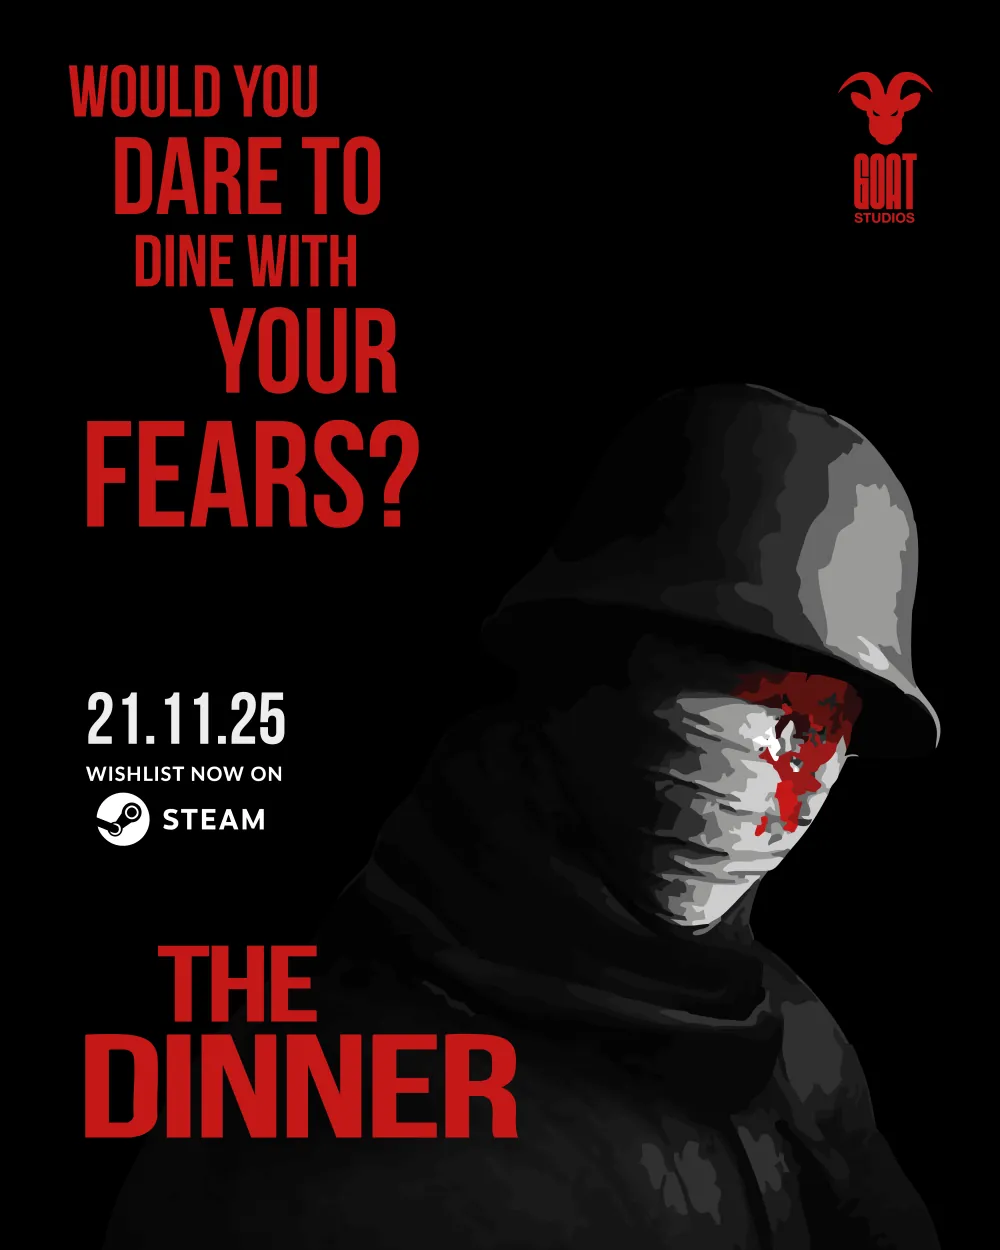 WOULD YOU
DARE TO
DINE WITH
YOUR
FEARS?
GOAT
STUDIOS
21.11.25
WISHLIST NOW ON
STEAM
THE
DINNER